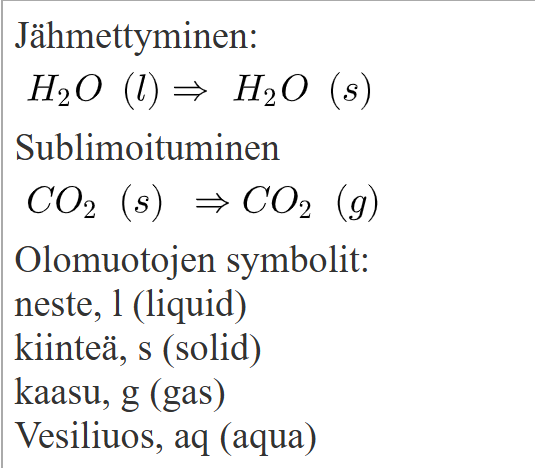 Jähmettyminen:
H₂O (l) ⇒ H₂O (s)
Sublimoituminen
CO₂ (s) ⇒ CO₂ (g)
Olomuotojen symbolit:
neste, l (liquid)
kiinteä, s (solid)
kaasu, g (gas)
Vesiliuos, aq (aqua)